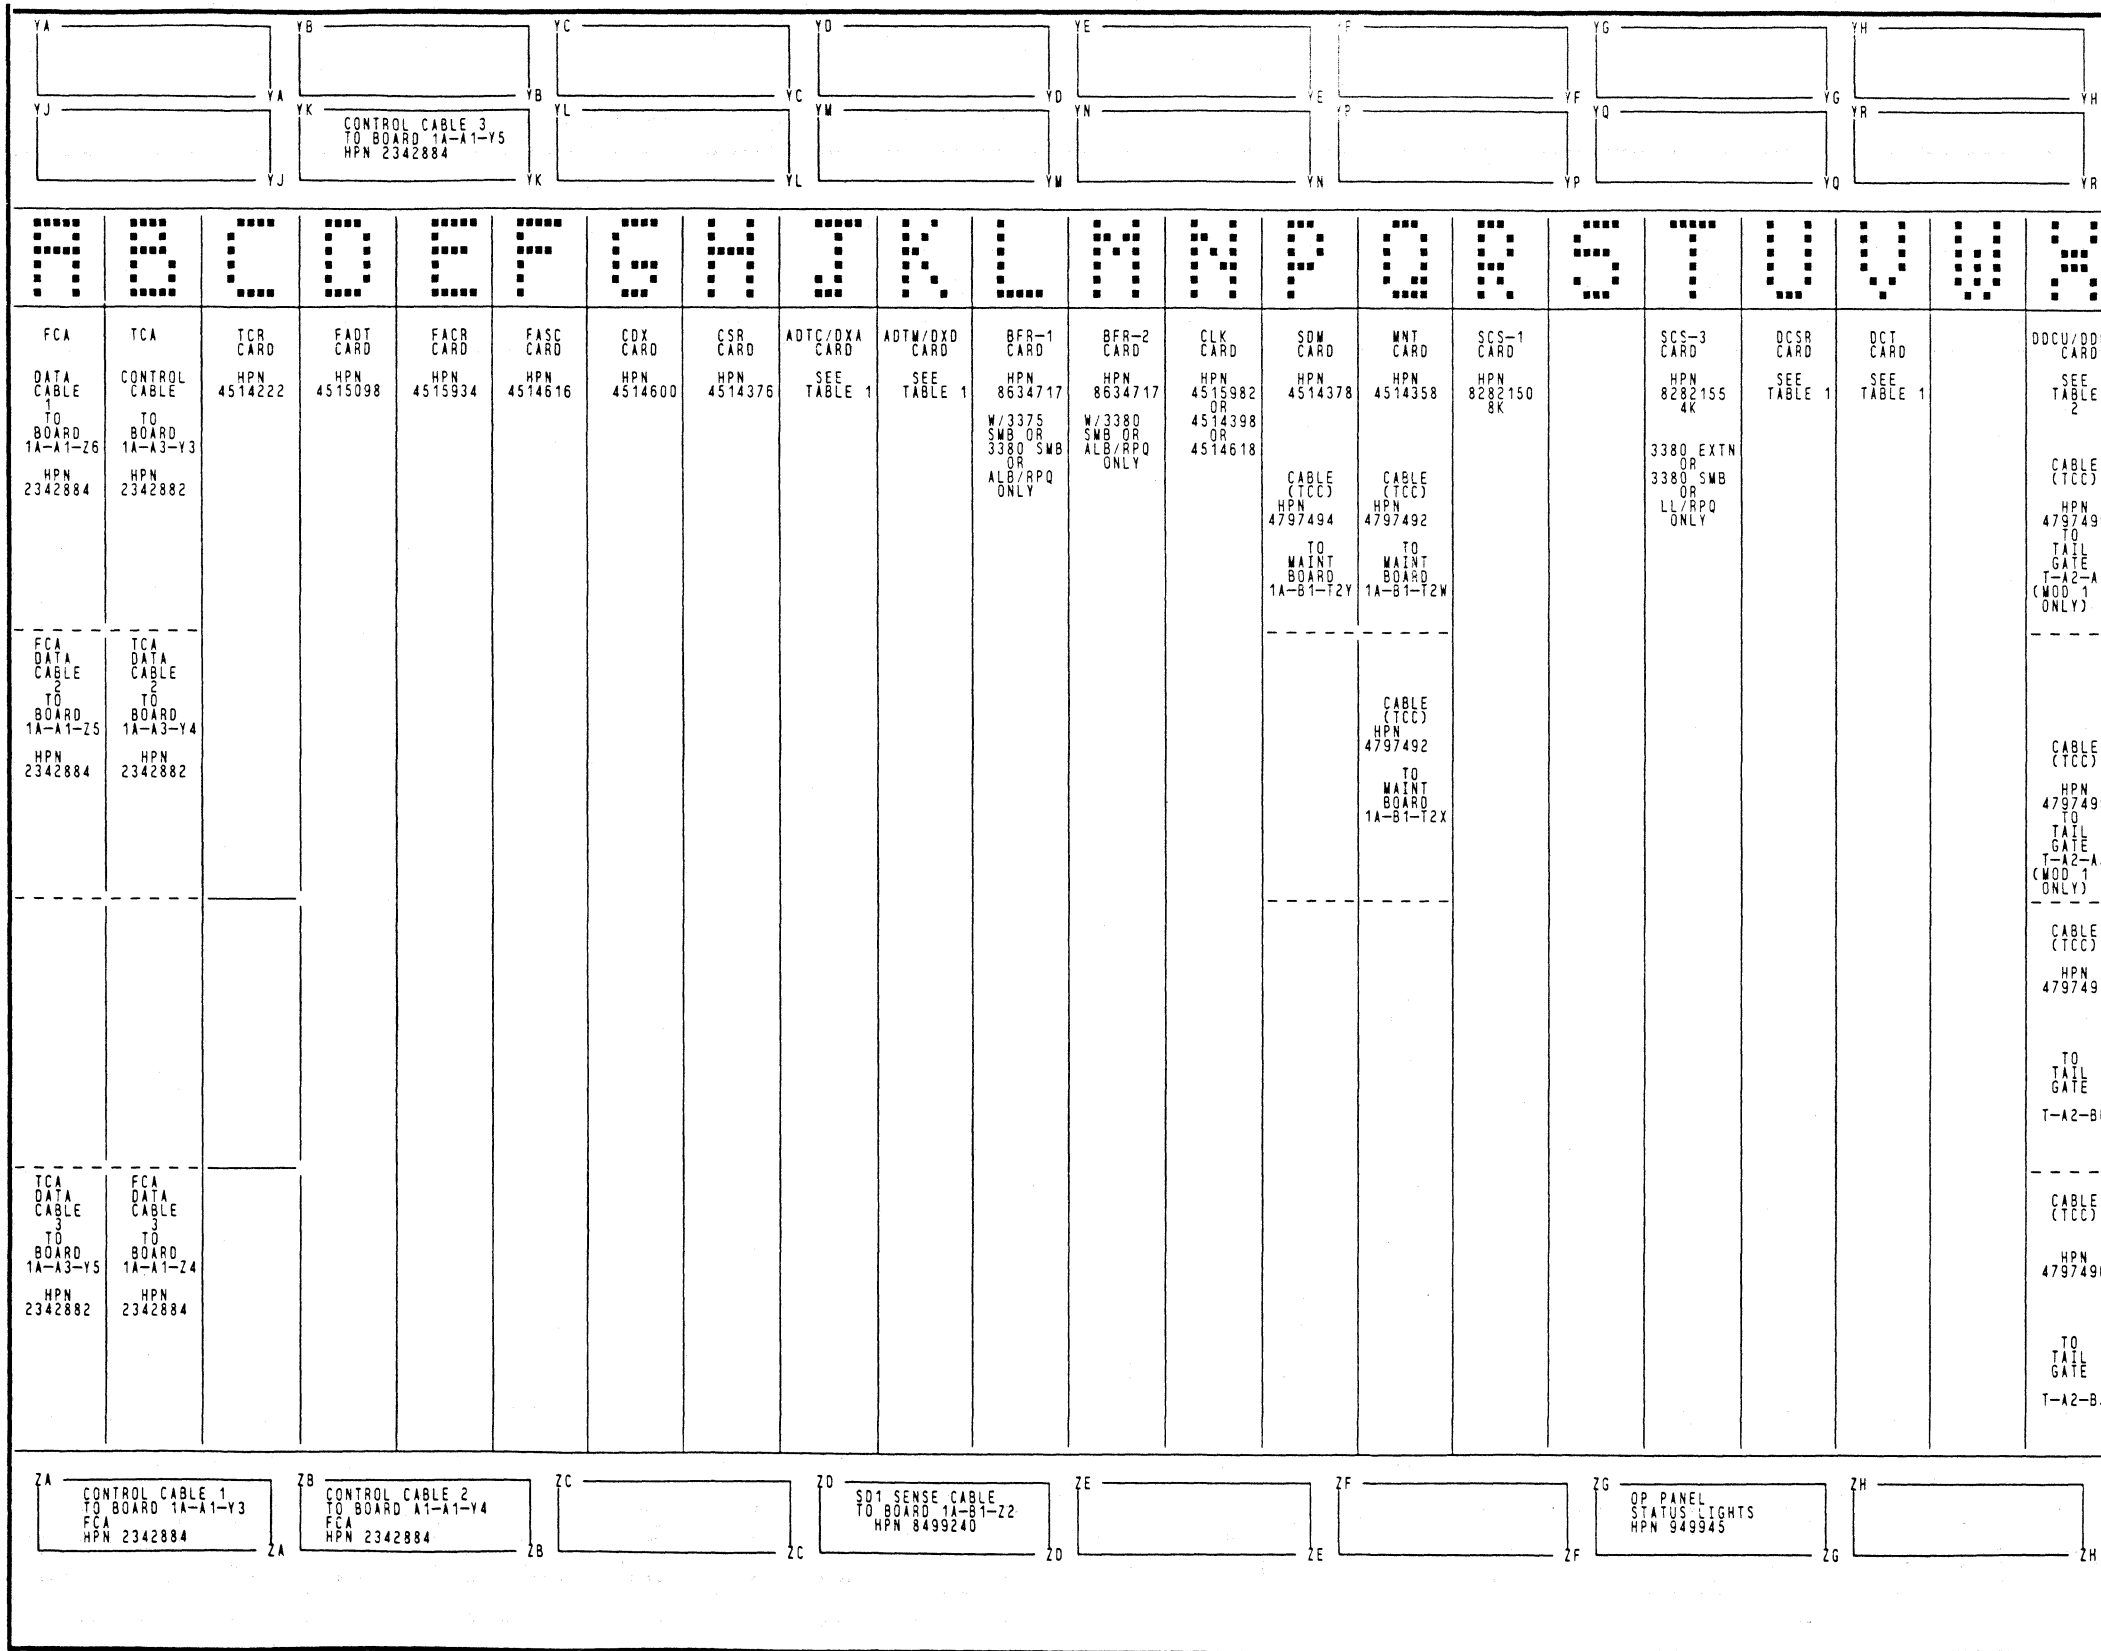 YA YB YC YD YE YG YH
YA YB YC YD YE YF YG YH
YJ YK YL YM YN YP YQ YR
CONTROL CABLE 3
TO BOARD 1A-A1-Y5
HPN 2342884
YJ YK YL YM YN YP YQ YR
A B C D E F G H J K L M N P Q R S T U V W X
FCA
DATA
CABLE
1
TO
BOARD
1A-A1-Z6
HPN
2342884
FCA
DATA
CABLE
2
TO
BOARD
1A-A1-Z5
HPN
2342884
TCA
DATA
CABLE
3
TO
BOARD
1A-A3-Y5
HPN
2342882
TCA
CONTROL
CABLE
TO
BOARD
1A-A3-Y3
HPN
2342882
TCA
DATA
CABLE
2
TO
BOARD
1A-A3-Y4
HPN
2342882
FCA
DATA
CABLE
3
TO
BOARD
1A-A1-Z4
HPN
2342884
TCR
CARD
HPN
4514222
FADT
CARD
HPN
4515098
FACR
CARD
HPN
4515934
FASC
CARD
HPN
4514616
CDX
CARD
HPN
4514600
CSR
CARD
HPN
4514376
ADTC/DXA
CARD
SEE
TABLE 1
ADTM/DXD
CARD
SEE
TABLE 1
BFR-1
CARD
HPN
8634717
W/3375
SMB OR
3380 SMB
OR
ALB/RPQ
ONLY
BFR-2
CARD
HPN
8634717
W/3380
SMB OR
ALB/RPQ
ONLY
CLK
CARD
HPN
4515982
OR
4514398
OR
4514618
SDM
CARD
HPN
4514378
CABLE
(TCC)
HPN
4797494
TO
MAINT
BOARD
1A-B1-T2Y
MNT
CARD
HPN
4514358
CABLE
(TCC)
HPN
4797492
TO
MAINT
BOARD
1A-B1-T2W
CABLE
(TCC)
HPN
4797492
TO
MAINT
BOARD
1A-B1-T2X
SCS-1
CARD
HPN
8282150
8K
SCS-3
CARD
HPN
8282155
4K
3380 EXTN
OR
3380 SMB
OR
LL/RPQ
ONLY
DCSR
CARD
SEE
TABLE 1
DCT
CARD
SEE
TABLE 1
DDCU/DD
CARD
SEE
TABLE
2
CABLE
(TCC)
HPN
479749
TO
TAIL
GATE
T-A2-A
(MOD 1
ONLY)
CABLE
(TCC)
HPN
479749
TO
TAIL
GATE
T-A2-A
(MOD 1
ONLY)
CABLE
(TCC)
HPN
479749
TO
TAIL
GATE
T-A2-B
CABLE
(TCC)
HPN
479749
TO
TAIL
GATE
T-A2-B
ZA ZB ZC ZD ZE ZF ZG ZH
CONTROL CABLE 1
TO BOARD 1A-A1-Y3
FCA
HPN 2342884
CONTROL CABLE 2
TO BOARD A1-A1-Y4
FCA
HPN 2342884
SD1 SENSE CABLE
TO BOARD 1A-B1-Z2
HPN 8499240
OP PANEL
STATUS LIGHTS
HPN 949945
ZA ZB ZC ZD ZE ZF ZG ZH